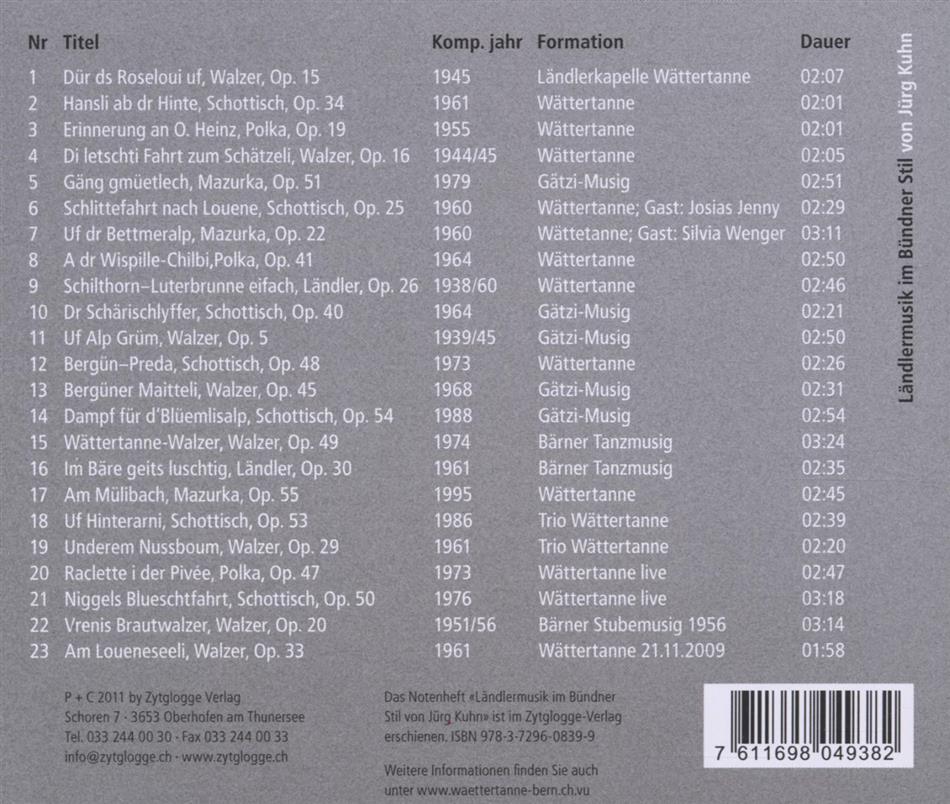 Nr Titel Komp. jahr Formation Dauer
1 Dür ds Roseloui uf, Walzer, Op. 15 1945 Ländlerkapelle Wättertanne 02:07
2 Hansli ab dr Hinte, Schottisch, Op. 34 1961 Wättertanne 02:01
3 Erinnerung an O. Heinz, Polka, Op. 19 1955 Wättertanne 02:01
4 Di letschti Fahrt zum Schätzeli, Walzer, Op. 16 1944/45 Wättertanne 02:05
5 Gäng gmüetlech, Mazurka, Op. 51 1979 Gätzi-Musig 02:51
6 Schlittefahrt nach Louene, Schottisch, Op. 25 1960 Wättertanne; Gast: Josias Jenny 02:29
7 Uf dr Bettmeralp, Mazurka, Op. 22 1960 Wättetanne; Gast: Silvia Wenger 03:11
8 A dr Wispille-Chilbi,Polka, Op. 41 1964 Wättertanne 02:50
9 Schilthorn–Luterbrunne eifach, Ländler, Op. 26 1938/60 Wättertanne 02:46
10 Dr Schärischlyffer, Schottisch, Op. 40 1964 Gätzi-Musig 02:21
11 Uf Alp Grüm, Walzer, Op. 5 1939/45 Gätzi-Musig 02:50
12 Bergün–Preda, Schottisch, Op. 48 1973 Wättertanne 02:26
13 Bergüner Maitteli, Walzer, Op. 45 1968 Gätzi-Musig 02:31
14 Dampf für d'Blüemlisalp, Schottisch, Op. 54 1988 Gätzi-Musig 02:54
15 Wättertanne-Walzer, Walzer, Op. 49 1974 Bärner Tanzmusig 03:24
16 Im Bäre geits luschtig, Ländler, Op. 30 1961 Bärner Tanzmusig 02:35
17 Am Mülibach, Mazurka, Op. 55 1995 Wättertanne 02:45
18 Uf Hinterarni, Schottisch, Op. 53 1986 Trio Wättertanne 02:39
19 Underem Nussboum, Walzer, Op. 29 1961 Trio Wättertanne 02:20
20 Raclette i der Pivée, Polka, Op. 47 1973 Wättertanne live 02:47
21 Niggels Blueschtfahrt, Schottisch, Op. 50 1976 Wättertanne live 03:18
22 Vrenis Brautwalzer, Walzer, Op. 20 1951/56 Bärner Stubemusig 1956 03:14
23 Am Loueneseeli, Walzer, Op. 33 1961 Wättertanne 21.11.2009 01:58
Ländlermusik im Bündner Stil von Jürg Kuhn
P + C 2011 by Zytglogge Verlag
Schoren 7 · 3653 Oberhofen am Thunersee
Tel. 033 244 00 30 · Fax 033 244 00 33
info@zytglogge.ch · www.zytglogge.ch
Das Notenheft «Ländlermusik im Bündner
Stil von Jürg Kuhn» ist im Zytglogge-Verlag
erschienen. ISBN 978-3-7296-0839-9
Weitere Informationen finden Sie auch
unter www.waettertanne-bern.ch.vu
7 611698 049382